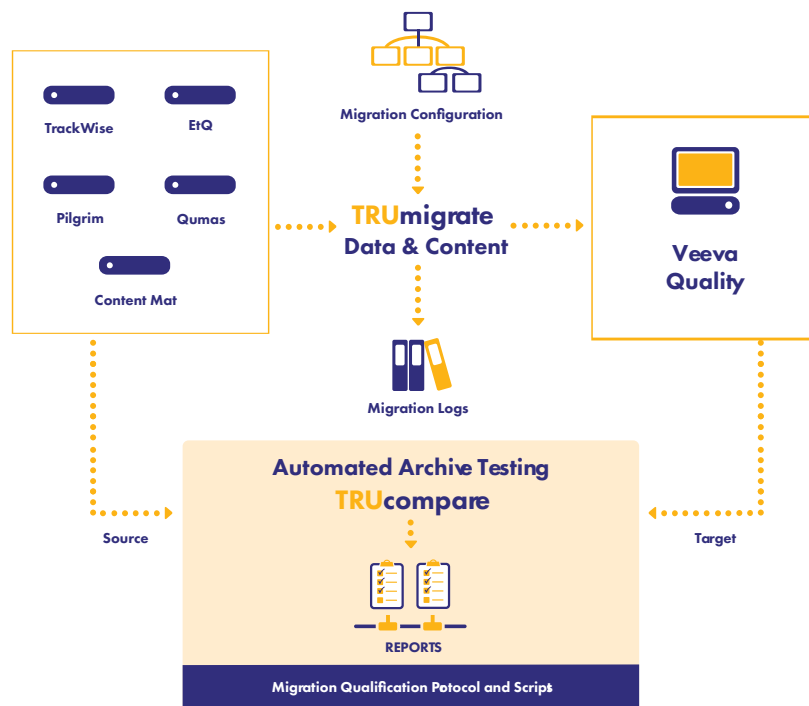 Migration Configuration
TrackWise
EtQ
Pilgrim
Qumas
Content Mat
TRUmigrate
Data & Content
Veeva
Quality
Migration Logs
Automated Archive Testing
TRUcompare
Source
Target
REPORTS
Migration Qualification Potocol and Scripts